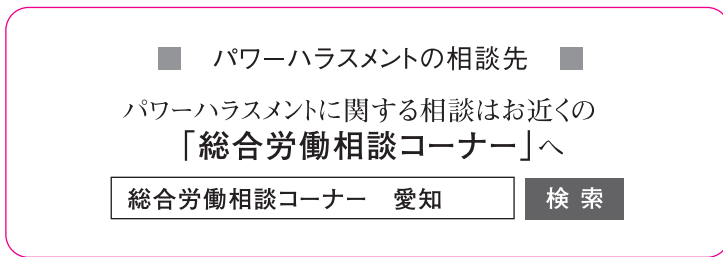 ■ パワーハラスメントの相談先 ■
パワーハラスメントに関する相談はお近くの
「総合労働相談コーナー」へ
総合労働相談コーナー 愛知 検索